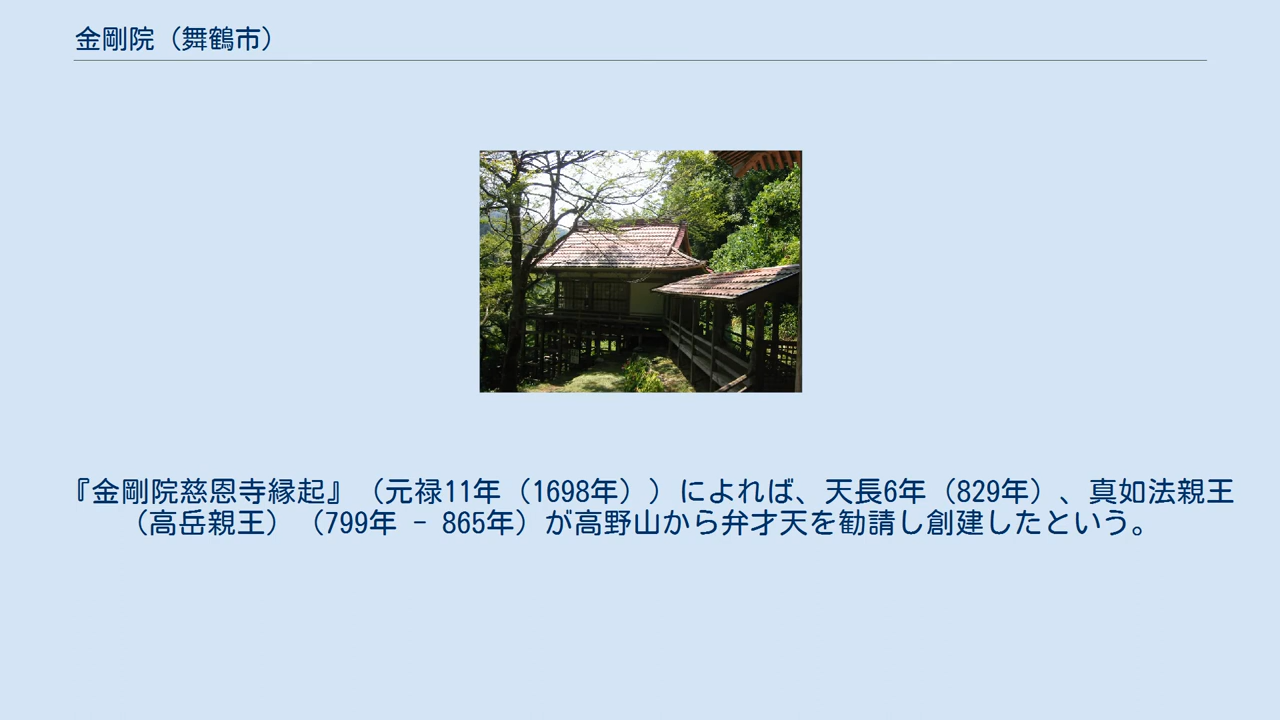 金剛院（舞鶴市）
『金剛院慈恩寺縁起』（元禄11年（1698年））によれば、天長6年（829年）、真如法親王
（高岳親王）（799年 - 865年）が高野山から弁才天を勧請し創建したという。